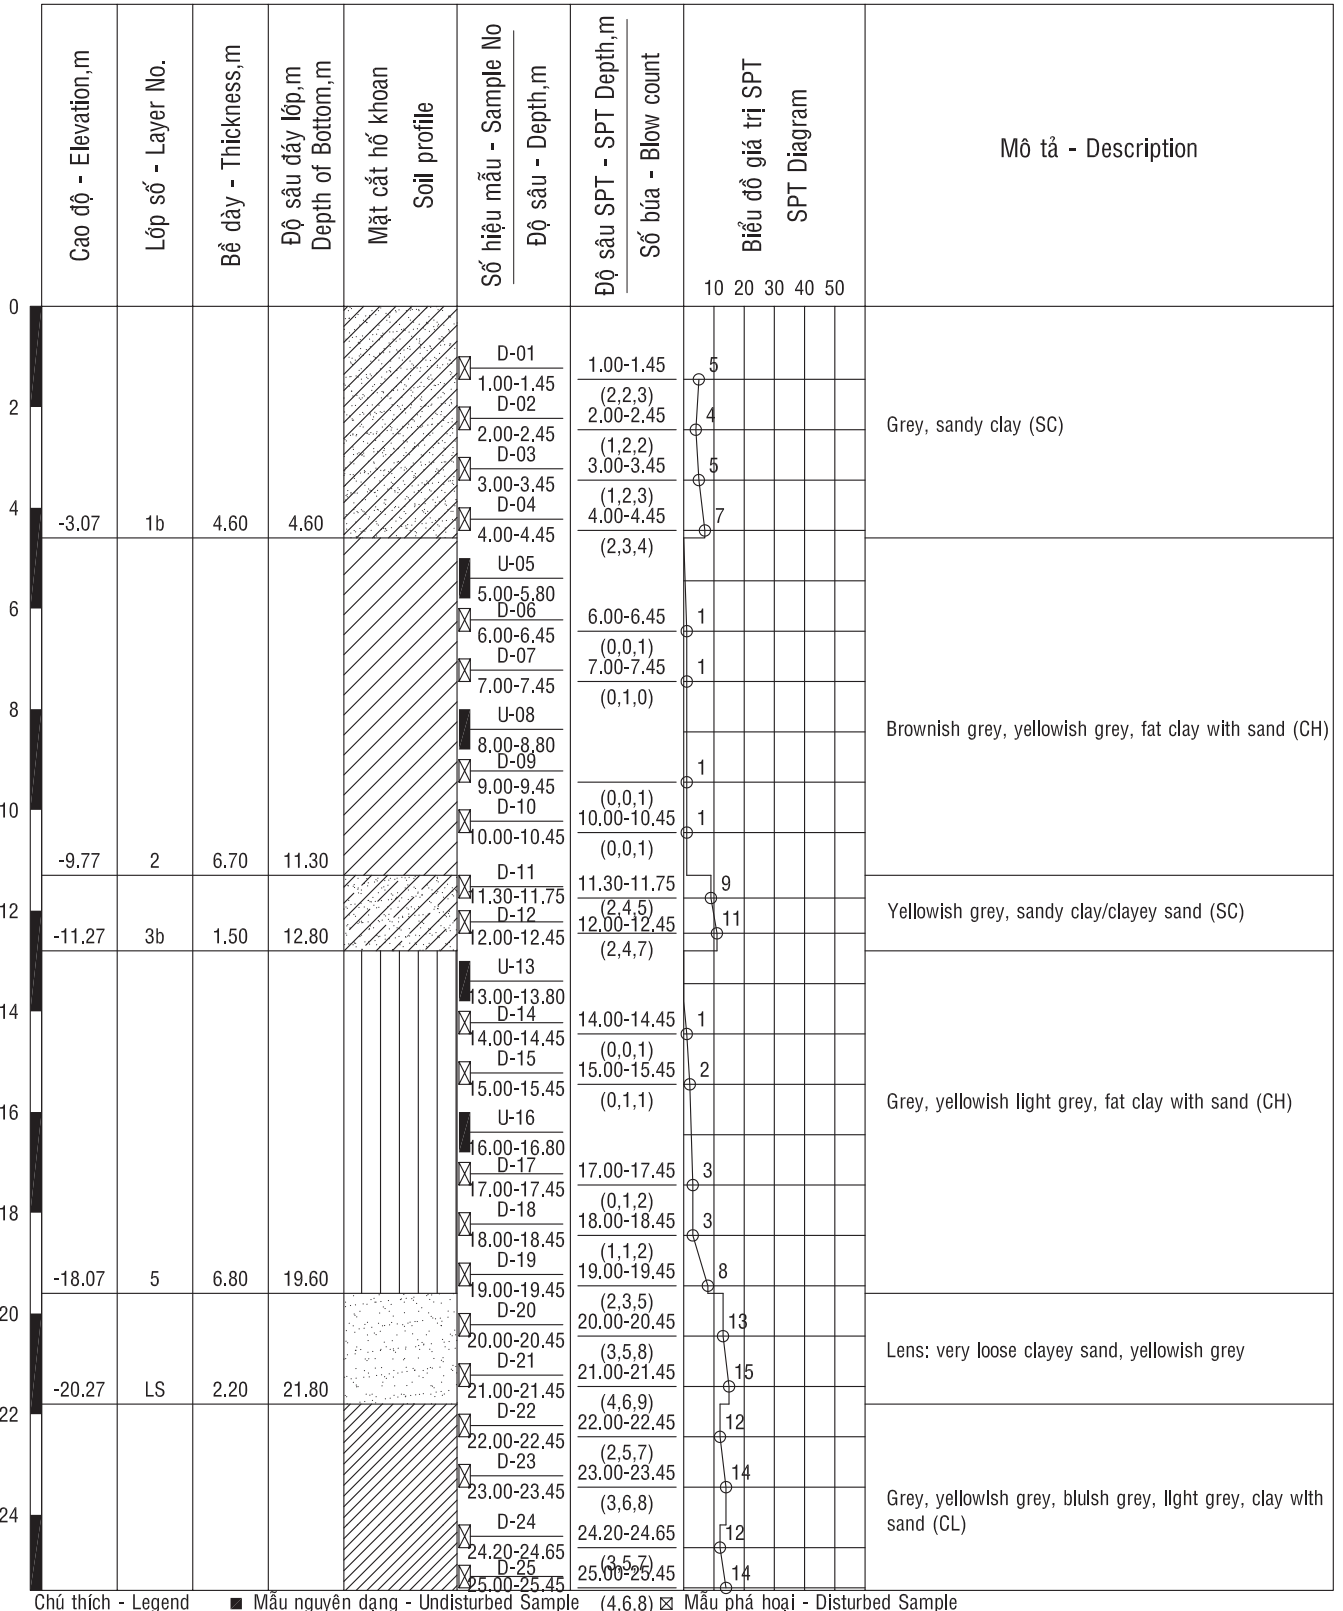 Cao độ - Elevation,m
Lớp số - Layer No.
Bề dày - Thickness,m
Độ sâu đáy lớp,m
Depth of Bottom,m
Mặt cắt hố khoan
Soil profile
Số hiệu mẫu - Sample No
Độ sâu - Depth,m
Độ sâu SPT - SPT Depth,m
Số búa - Blow count
Biểu đồ giá trị SPT
SPT Diagram
10 20 30 40 50
Mô tả - Description
0
D-01
1.00-1.45
1.00-1.45
(2,2,3)
5
2
D-02
2.00-2.45
2.00-2.45
(1,2,2)
4
Grey, sandy clay (SC)
D-03
3.00-3.45
3.00-3.45
(1,2,3)
5
4
D-04
4.00-4.45
4.00-4.45
(2,3,4)
7
-3.07 1b 4.60 4.60
U-05
5.00-5.80
6
D-06
6.00-6.45
6.00-6.45
(0,0,1)
1
D-07
7.00-7.45
7.00-7.45
(0,1,0)
1
8
U-08
8.00-8.80
Brownish grey, yellowish grey, fat clay with sand (CH)
D-09
9.00-9.45
(0,0,1)
1
10
D-10
10.00-10.45
10.00-10.45
(0,0,1)
1
-9.77 2 6.70 11.30
D-11
11.30-11.75
11.30-11.75
(2,4,5)
9
12
D-12
12.00-12.45
12.00-12.45
(2,4,7)
11
Yellowish grey, sandy clay/clayey sand (SC)
-11.27 3b 1.50 12.80
U-13
13.00-13.80
14
D-14
14.00-14.45
14.00-14.45
(0,0,1)
1
D-15
15.00-15.45
15.00-15.45
(0,1,1)
2
16
U-16
16.00-16.80
Grey, yellowish light grey, fat clay with sand (CH)
D-17
17.00-17.45
17.00-17.45
(0,1,2)
3
18
D-18
18.00-18.45
18.00-18.45
(1,1,2)
3
D-19
19.00-19.45
19.00-19.45
(2,3,5)
8
-18.07 5 6.80 19.60
20
D-20
20.00-20.45
20.00-20.45
(3,5,8)
13
Lens: very loose clayey sand, yellowish grey
D-21
21.00-21.45
21.00-21.45
(4,6,9)
15
-20.27 LS 2.20 21.80
22
D-22
22.00-22.45
22.00-22.45
(2,5,7)
12
D-23
23.00-23.45
23.00-23.45
(3,6,8)
14
24
D-24
24.20-24.65
24.20-24.65
(3,5,7)
12
Grey, yellowish grey, bluish grey, light grey, clay with
sand (CL)
D-25
25.00-25.45
25.00-25.45
(4,6,8)
14
Chú thích - Legend Mẫu nguyên dạng - Undisturbed Sample Mẫu phá hoại - Disturbed Sample